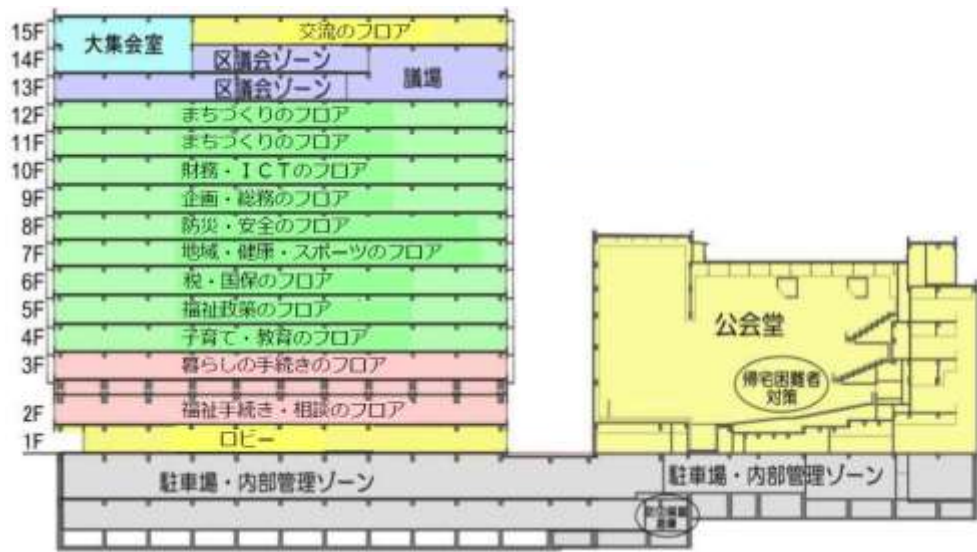 15F
交流のフロア
大集会室
14F
区議会ゾーン
議場
13F
区議会ゾーン
12F
まちづくりのフロア
11F
まちづくりのフロア
10F
財務・ICTのフロア
9F
企画・総務のフロア
8F
防災・安全のフロア
7F
地域・健康・スポーツのフロア
6F
税・国保のフロア
5F
福祉政策のフロア
4F
子育て・教育のフロア
3F
暮らしの手続きのフロア
2F
福祉手続き・相談のフロア
1F
ロビー
公会堂
帰宅困難者
対策
駐車場・内部管理ゾーン
駐車場・内部管理ゾーン